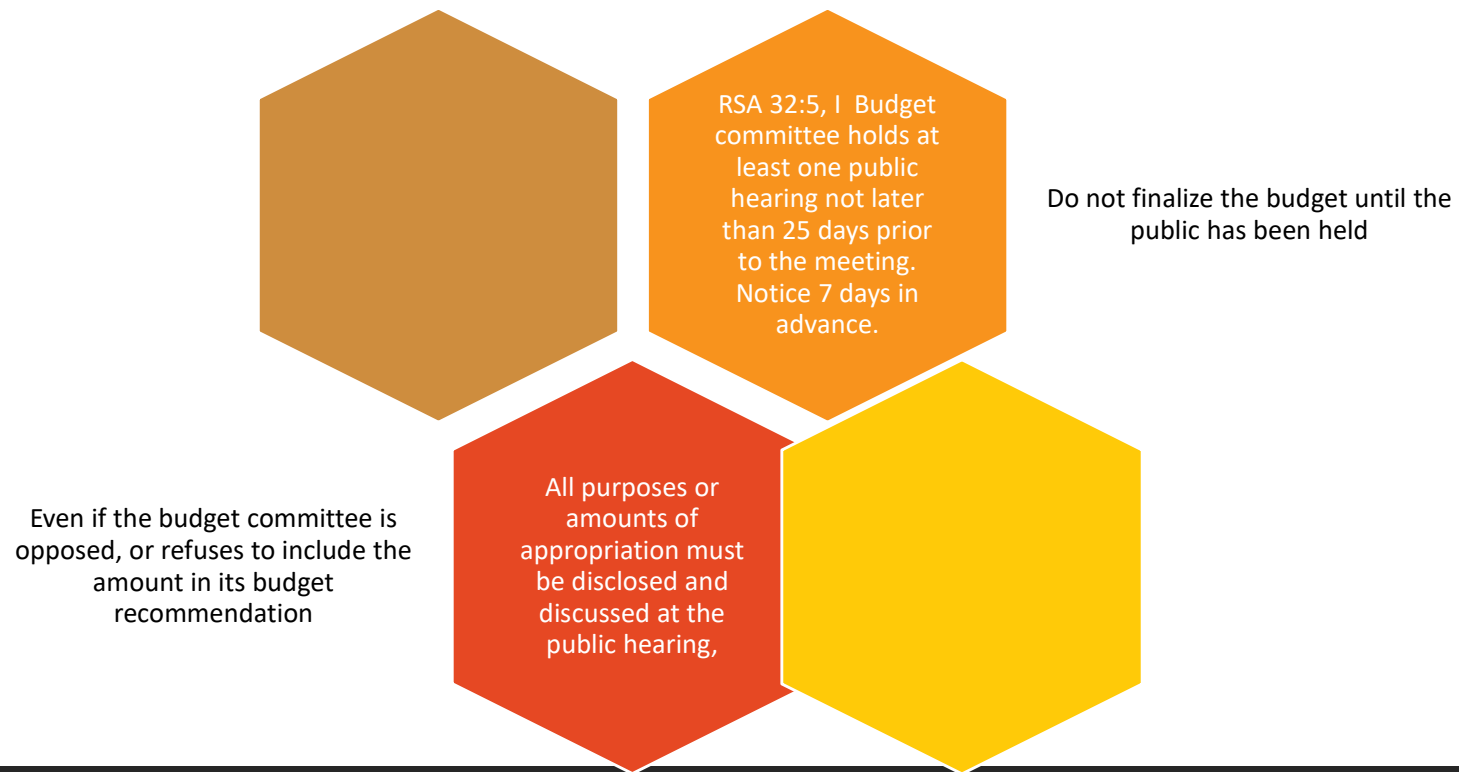 RSA 32:5, I  Budget
committee holds at
least one public
hearing not later
than 25 days prior
to the meeting.
Notice 7 days in
advance.
Do not finalize the budget until the
public has been held
All purposes or
amounts of
appropriation must
be disclosed and
discussed at the
public hearing,
Even if the budget committee is
opposed, or refuses to include the
amount in its budget
recommendation